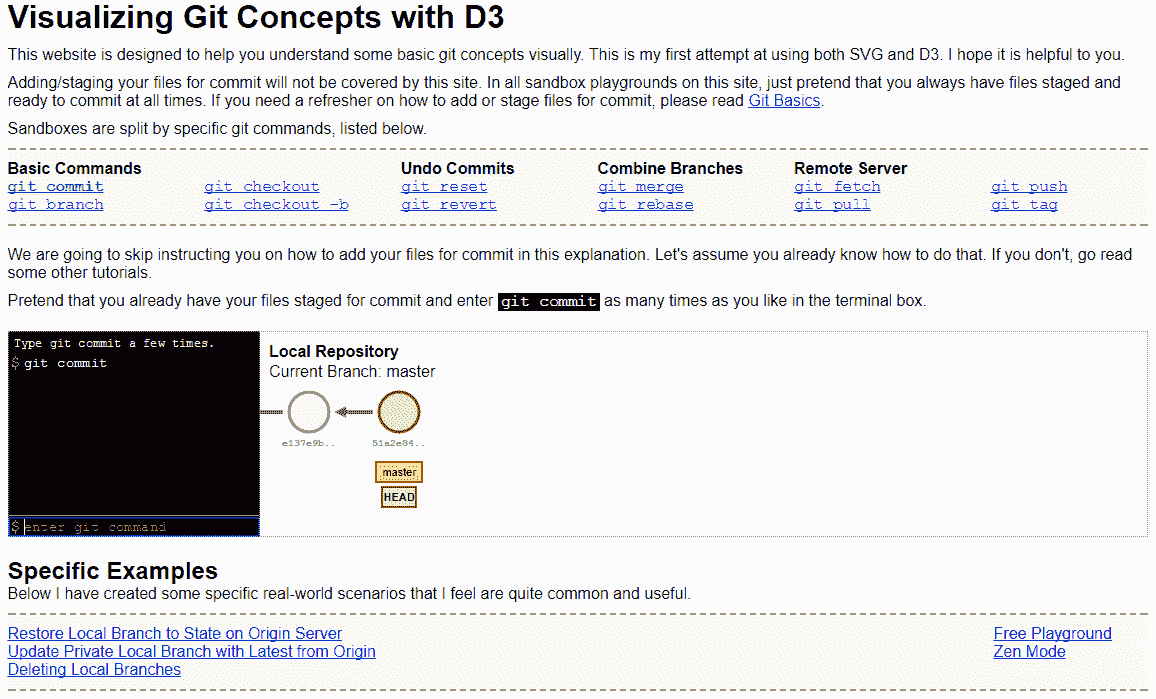 Visualizing Git Concepts with D3
This website is designed to help you understand some basic git concepts visually. This is my first attempt at using both SVG and D3. I hope it is helpful to you.
Adding/staging your files for commit will not be covered by this site. In all sandbox playgrounds on this site, just pretend that you always have files staged and
ready to commit at all times. If you need a refresher on how to add or stage files for commit, please read Git Basics.
Sandboxes are split by specific git commands, listed below.
Basic Commands Undo Commits Combine Branches Remote Server
git commit git checkout git reset git merge git fetch git push
git branch git checkout -b git revert git rebase git pull git tag
We are going to skip instructing you on how to add your files for commit in this explanation. Let's assume you already know how to do that. If you don't, go read
some other tutorials.
Pretend that you already have your files staged for commit and enter git commit as many times as you like in the terminal box.
Type git commit a few times.
$ git commit
$ enter git command
Local Repository
Current Branch: master
e137e9b.. 51a2e84..
master
HEAD
Specific Examples
Below I have created some specific real-world scenarios that I feel are quite common and useful.
Restore Local Branch to State on Origin Server Free Playground
Update Private Local Branch with Latest from Origin Zen Mode
Deleting Local Branches